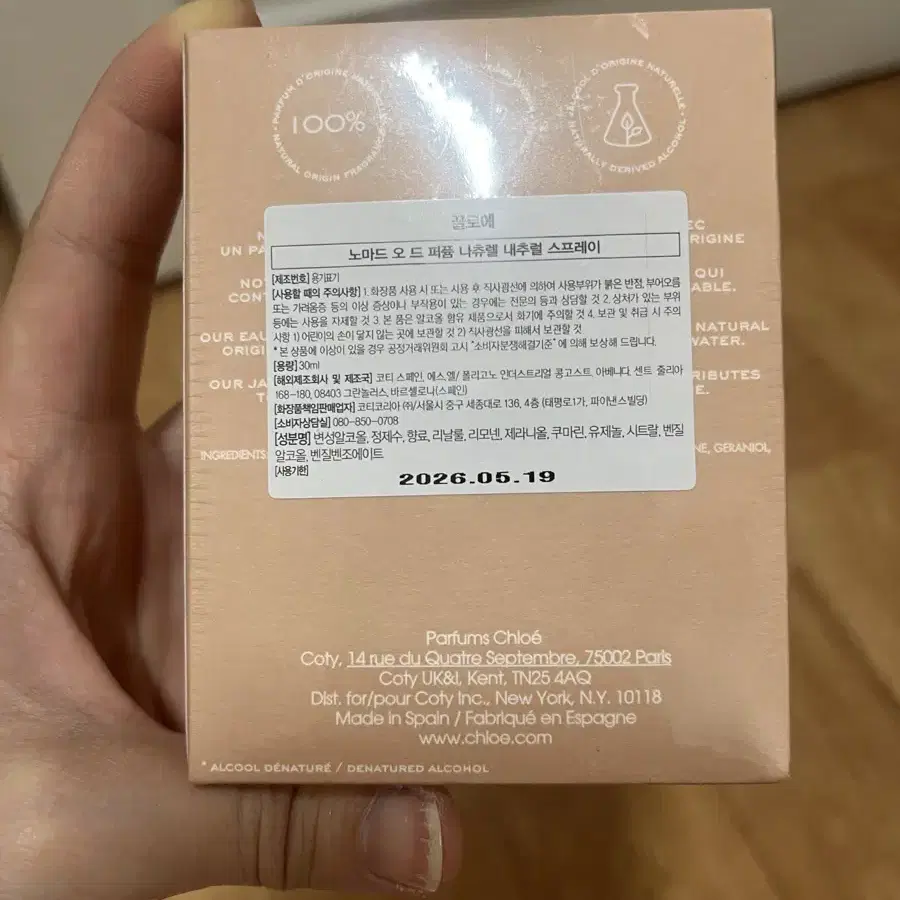 • PARFUM D'ORIGINE
NATURAL ORIGIN FRAGRANCE
100%
ALCOOL D'ORIGINE NATURELLE
NATURALLY DERIVED ALCOHOL
끌로에
노마드 오 드 퍼퓸 나츄렐 내추럴 스프레이
[제조번호] 용기표기
[사용할 때의 주의사항] 1. 화장품 사용 시 또는 사용 후 직사광선에 의하여 사용부위가 붉은 반점, 부어오름
또는 가려움증 등의 이상 증상이나 부작용이 있는 경우에는 전문의 등과 상담할 것 2. 상처가 있는 부위
등에는 사용을 자제할 것 3. 본 품은 알코올 함유 제품으로서 화기에 주의할 것 4. 보관 및 취급 시 주의
사항 1) 어린이의 손이 닿지 않는 곳에 보관할 것 2) 직사광선을 피해서 보관할 것
* 본 상품에 이상이 있을 경우 공정거래위원회 고시 "소비자분쟁해결기준" 에 의해 보상해 드립니다.
[용량] 30ml
[해외제조회사 및 제조국] 코티 스페인, 에스.엘/ 폴리고노 인더스트리얼 콩고스트, 아베니다. 센트 줄리아
168-180, 08403 그란놀러스, 바르셀로나(스페인)
[화장품책임판매업자] 코티코리아 ㈜/서울시 중구 세종대로 136, 4층 (태평로1가, 파이낸스빌딩)
[소비자상담실] 080-850-0708
[성분명] 변성알코올, 정제수, 향료, 리날룰, 리모넨, 제라니올, 쿠마린, 유제놀, 시트랄, 벤질
알코올, 벤질벤조에이트
[사용기한]
2026.05.19
UN PA
ORIGINE
NOT
QUI
CONT
ABLE.
OUR EAU
NATURAL
ORIGI
WATER.
OUR JA
TRIBUTES
INGREDIENTS
NE, GERANIOL,
Parfums Chloé
Coty, 14 rue du Quatre Septembre, 75002 Paris
Coty UK&I, Kent, TN25 4AQ
Dist. for/pour Coty Inc., New York, N.Y. 10118
Made in Spain / Fabriqué en Espagne
www.chloe.com
* ALCOOL DÉNATURÉ / DENATURED ALCOHOL